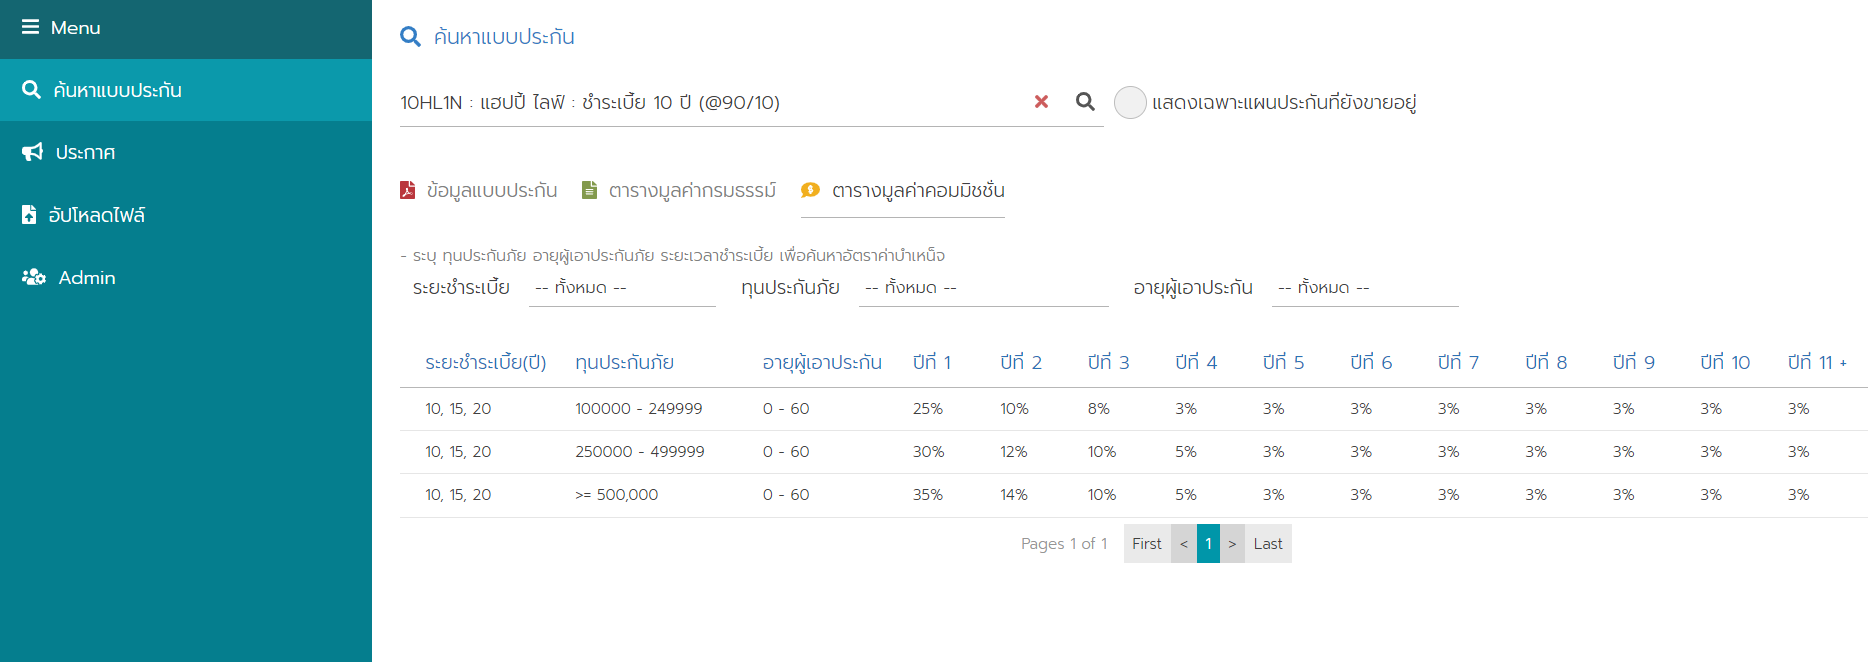 Menu
ค้นหาแบบประกัน
ประกาศ
อัปโหลดไฟล์
Admin
ค้นหาแบบประกัน
10HL1N : แฮปปี้ ไลฟ์ : ชำระเบี้ย 10 ปี (@90/10)
แสดงเฉพาะแผนประกันที่ยังขายอยู่
ข้อมูลแบบประกัน ตารางมูลค่ากรมธรรม์ ตารางมูลค่าคอมมิชชั่น
- ระบุ ทุนประกันภัย อายุผู้เอาประกันภัย ระยะเวลาชำระเบี้ย เพื่อค้นหาอัตราค่าบำเหน็จ
ระยะชำระเบี้ย -- ทั้งหมด -- ทุนประกันภัย -- ทั้งหมด -- อายุผู้เอาประกัน -- ทั้งหมด --
ระยะชำระเบี้ย(ปี) ทุนประกันภัย อายุผู้เอาประกัน ปีที่ 1 ปีที่ 2 ปีที่ 3 ปีที่ 4 ปีที่ 5 ปีที่ 6 ปีที่ 7 ปีที่ 8 ปีที่ 9 ปีที่ 10 ปีที่ 11 +
10, 15, 20 100000 - 249999 0 - 60 25% 10% 8% 3% 3% 3% 3% 3% 3% 3% 3%
10, 15, 20 250000 - 499999 0 - 60 30% 12% 10% 5% 3% 3% 3% 3% 3% 3% 3%
10, 15, 20 >= 500,000 0 - 60 35% 14% 10% 5% 3% 3% 3% 3% 3% 3% 3%
Pages 1 of 1 First < 1 > Last